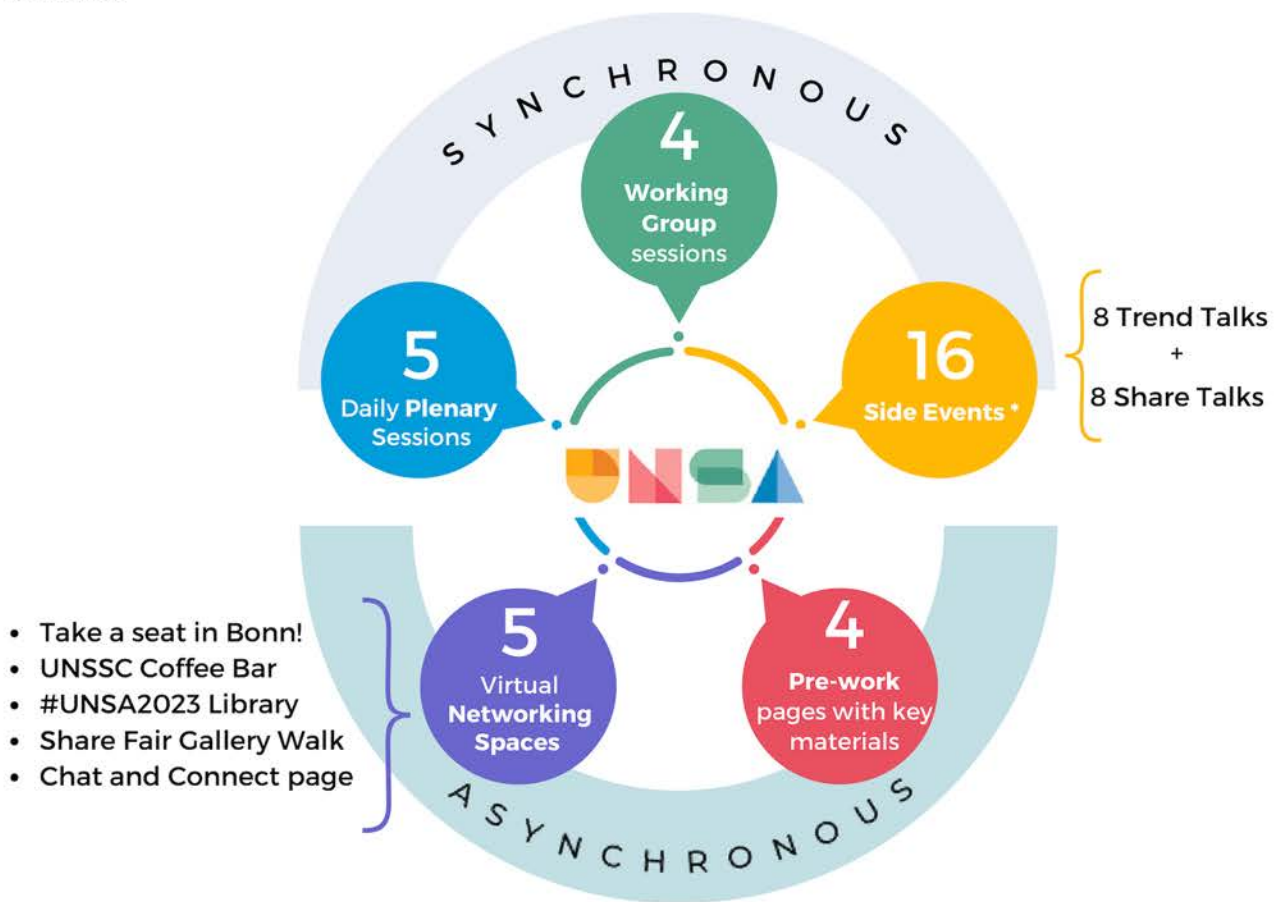 SYNCHRONOUS
4
Working
Group
sessions
5
Daily Plenary
Sessions
16
Side Events *
8 Trend Talks
+
8 Share Talks
UNSA
• Take a seat in Bonn!
• UNSSC Coffee Bar
• #UNSA2023 Library
• Share Fair Gallery Walk
• Chat and Connect page
5
Virtual
Networking
Spaces
4
Pre-work
pages with key
materials
ASYNCHRONOUS